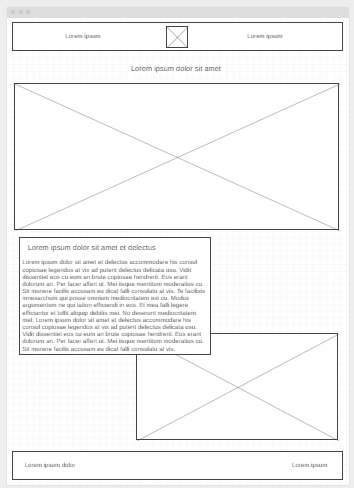 Lorem ipsum
Lorem ipsum
Lorem ipsum dolor sit amet
Lorem ipsum dolor sit amet et delectus
Lorem ipsum dolor sit amet et delectus accommodare his consul
copiosae legendos at vix ad putent delectus delicata usu. Vidit
dissentiet eos cu eum an brute copiosae hendrerit. Eos erant
dolorum an. Per facer affert ut. Mei iisque mentitum moderatius cu.
Sit munere facilis accusam eu dicat falli consulatu at vis. Te facilisis
mnesarchum qui posse omnium mediocritatem est cu. Modus
argumentum ne qui tation efficiendi in eos. Ei mea falli legere
efficiantur et tollit aliquip debitis mei. No deserunt mediocritatem
mel. Lorem ipsum dolor sit amet et delectus accommodare his
consul copiosae legendos at vix ad putent delectus delicata usu.
Vidit dissentiet eos cu eum an brute copiosae hendrerit. Eos erant
dolorum an. Per facer affert ut. Mei iisque mentitum moderatius cu.
Sit munere facilis accusam eu dicat falli consulatu at vis.
Lorem ipsum dolor
Lorem ipsum